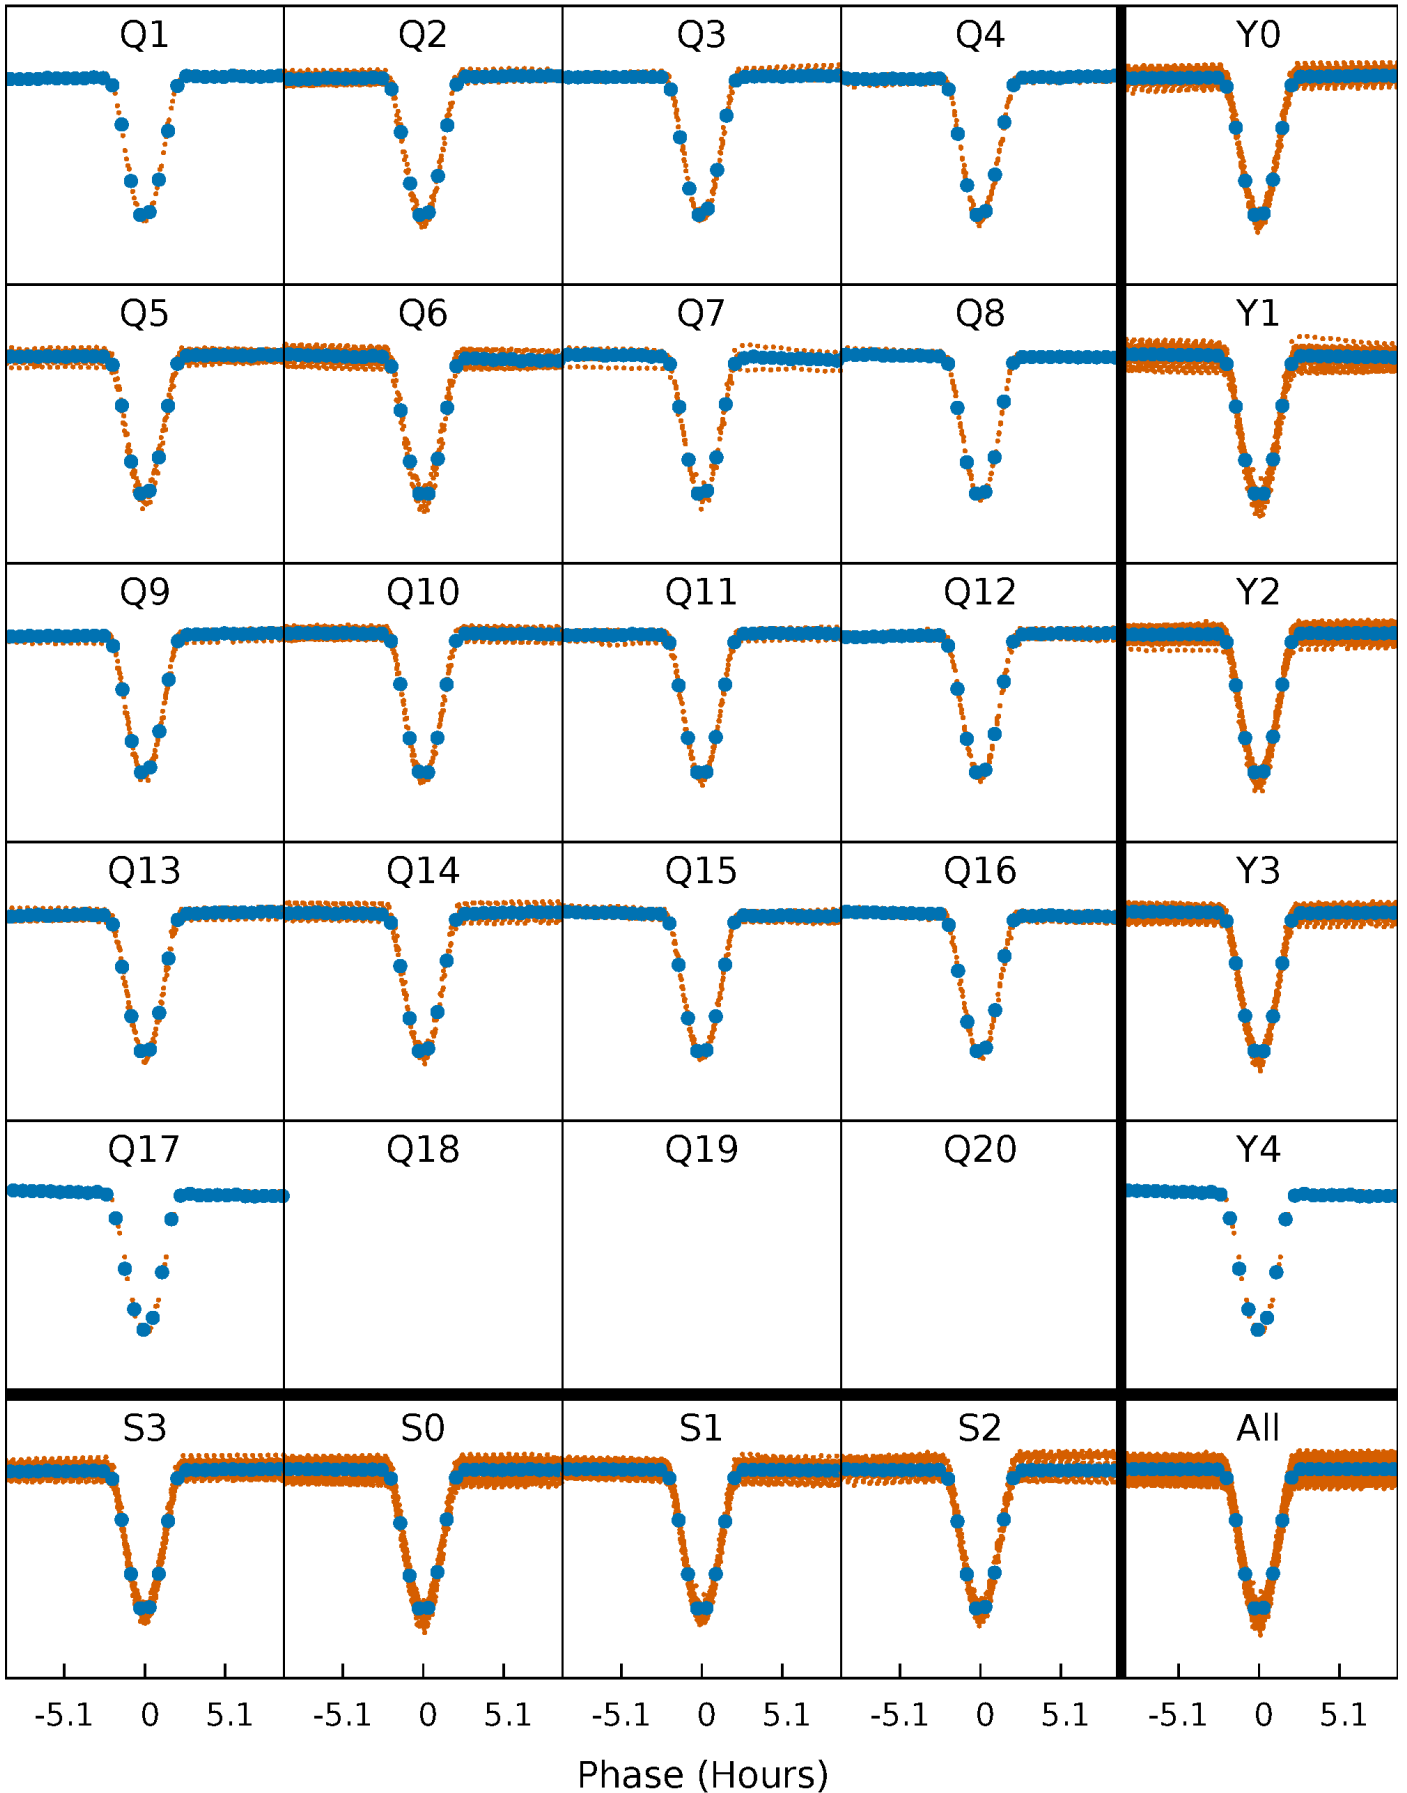 Q1 Q2 Q3 Q4 Y0
Q5 Q6 Q7 Q8 Y1
Q9 Q10 Q11 Q12 Y2
Q13 Q14 Q15 Q16 Y3
Q17 Q18 Q19 Q20 Y4
S3 S0 S1 S2 All
-5.1 0 5.1 -5.1 0 5.1 -5.1 0 5.1 -5.1 0 5.1 -5.1 0 5.1
Phase (Hours)